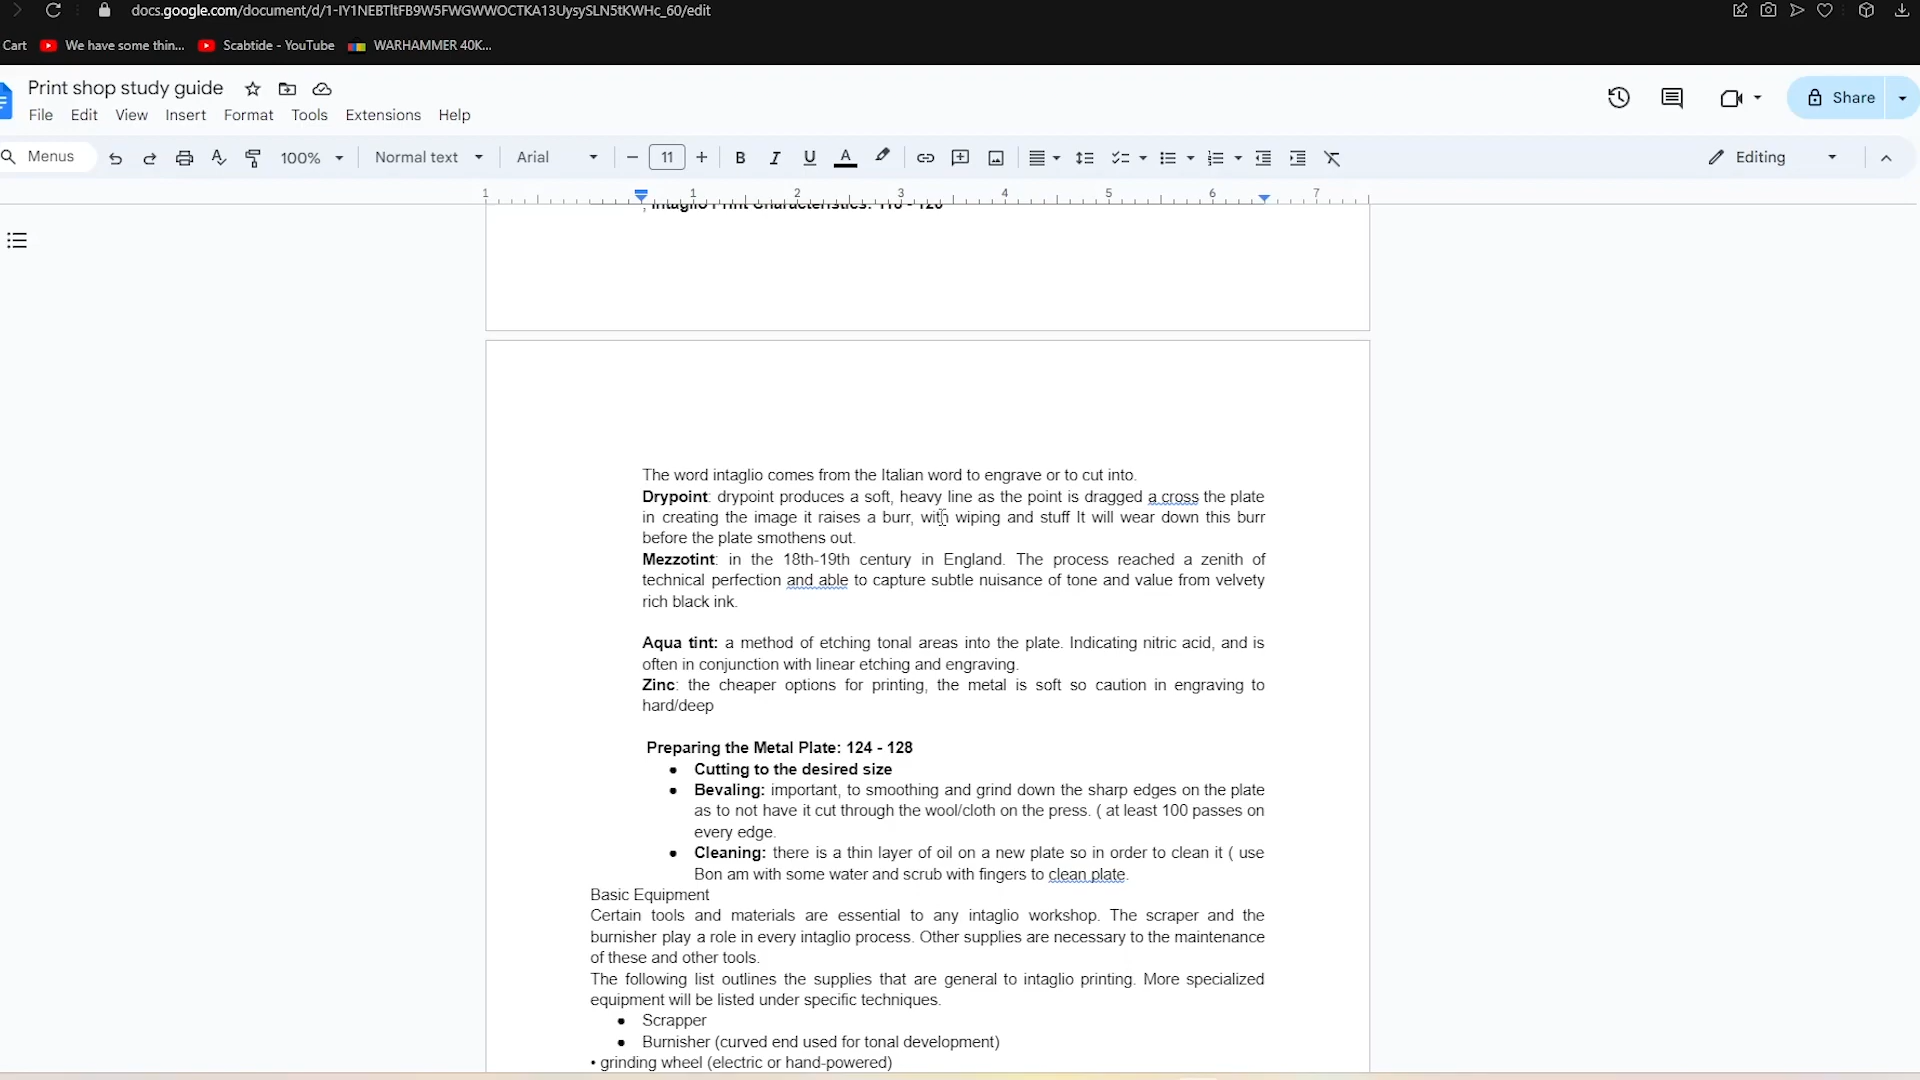 docs.google.com/document/d/1-IY1NEBTltFB9W5FWGWWOCTKA13UysySLN5tKWHc_60/edit
Cart We have some thin... Scabtide - YouTube WARHAMMER 40K...
Print shop study guide
File Edit View Insert Format Tools Extensions Help
Share
Menus 100% Normal text Arial 11 Editing
1 1 2 3 4 5 6 7
, Intaglio Print Characteristics: 118 - 120
The word intaglio comes from the Italian word to engrave or to cut into.
Drypoint: drypoint produces a soft, heavy line as the point is dragged a cross the plate
in creating the image it raises a burr, with wiping and stuff It will wear down this burr
before the plate smothens out.
Mezzotint: in the 18th-19th century in England. The process reached a zenith of
technical perfection and able to capture subtle nuisance of tone and value from velvety
rich black ink.
Aqua tint: a method of etching tonal areas into the plate. Indicating nitric acid, and is
often in conjunction with linear etching and engraving.
Zinc: the cheaper options for printing, the metal is soft so caution in engraving to
hard/deep
Preparing the Metal Plate: 124 - 128
● Cutting to the desired size
● Bevaling: important, to smoothing and grind down the sharp edges on the plate
as to not have it cut through the wool/cloth on the press. ( at least 100 passes on
every edge.
● Cleaning: there is a thin layer of oil on a new plate so in order to clean it ( use
Bon am with some water and scrub with fingers to clean plate.
Basic Equipment
Certain tools and materials are essential to any intaglio workshop. The scraper and the
burnisher play a role in every intaglio process. Other supplies are necessary to the maintenance
of these and other tools.
The following list outlines the supplies that are general to intaglio printing. More specialized
equipment will be listed under specific techniques.
● Scrapper
● Burnisher (curved end used for tonal development)
• grinding wheel (electric or hand-powered)